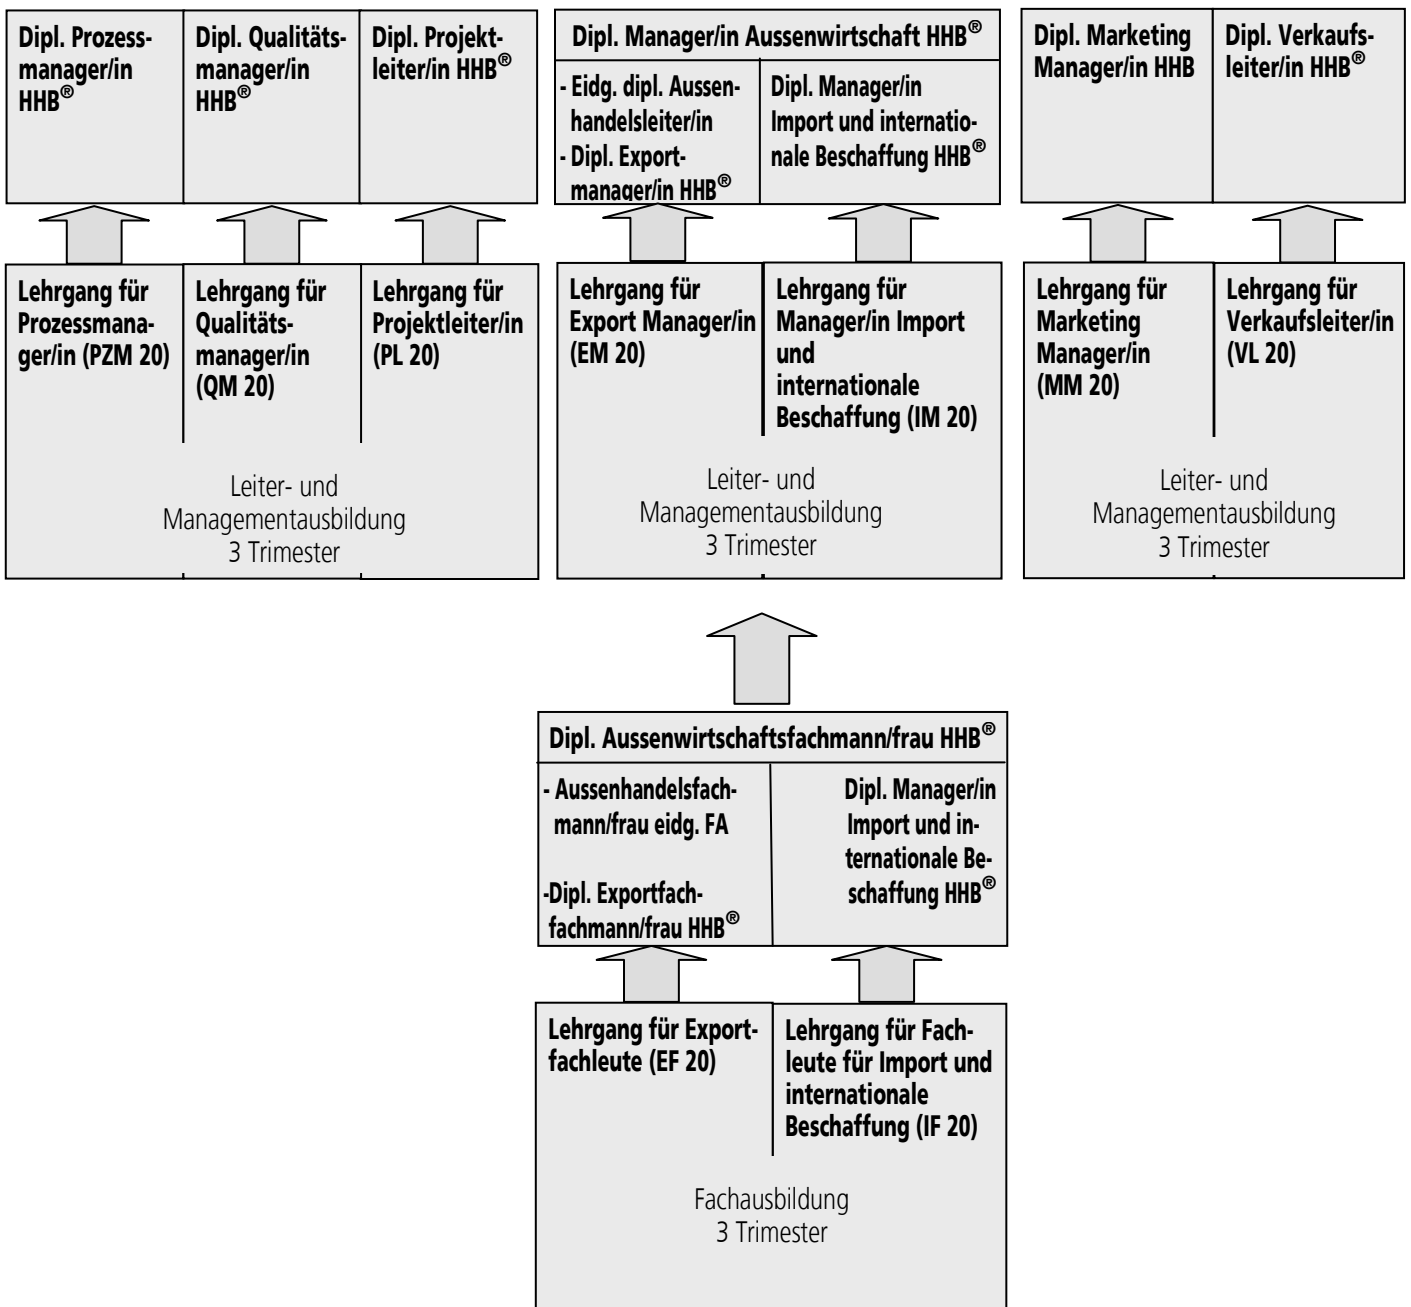 Dipl. Prozess-
manager/in
HHB®
Dipl. Qualitäts-
manager/in
HHB®
Dipl. Projekt-
leiter/in HHB®
Dipl. Manager/in Aussenwirtschaft HHB®
- Eidg. dipl. Aussen-
handelsleiter/in
- Dipl. Export-
manager/in HHB®
Dipl. Manager/in
Import und internatio-
nale Beschaffung HHB®
Dipl. Marketing
Manager/in HHB
Dipl. Verkaufs-
leiter/in HHB®
Lehrgang für
Prozessmana-
ger/in (PZM 20)
Lehrgang für
Qualitäts-
manager/in
(QM 20)
Lehrgang für
Projektleiter/in
(PL 20)
Leiter- und
Managementausbildung
3 Trimester
Lehrgang für
Export Manager/in
(EM 20)
Lehrgang für
Manager/in Import
und
internationale
Beschaffung (IM 20)
Leiter- und
Managementausbildung
3 Trimester
Lehrgang für
Marketing
Manager/in
(MM 20)
Lehrgang für
Verkaufsleiter/in
(VL 20)
Leiter- und
Managementausbildung
3 Trimester
Dipl. Aussenwirtschaftsfachmann/frau HHB®
- Aussenhandelsfach-
mann/frau eidg. FA
-Dipl. Exportfach-
fachmann/frau HHB®
Dipl. Manager/in
Import und in-
ternationale Be-
schaffung HHB®
Lehrgang für Export-
fachleute (EF 20)
Lehrgang für Fach-
leute für Import und
internationale
Beschaffung (IF 20)
Fachausbildung
3 Trimester